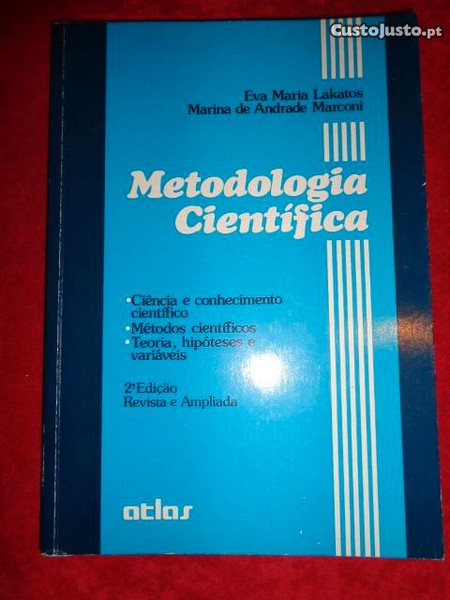 CustoJusto.pt
Eva Maria Lakatos
Marina de Andrade Marconi
Metodologia
Científica
•Ciência e conhecimento
científico
•Métodos científicos
•Teoria, hipóteses e
variáveis
2ª Edição
Revista e Ampliada
atlas